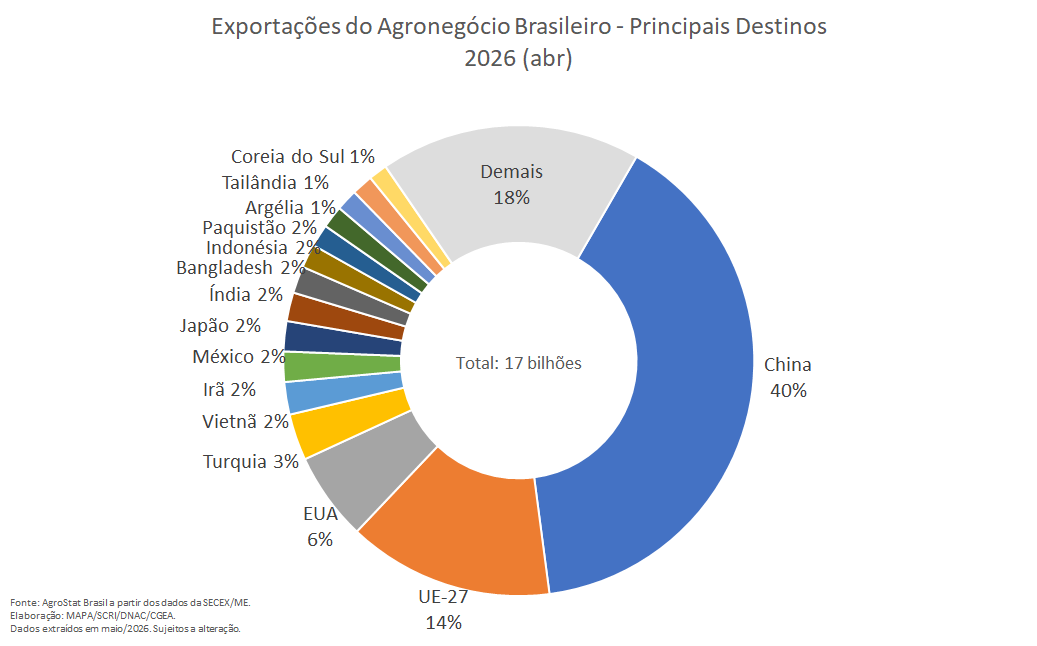 Exportações do Agronegócio Brasileiro - Principais Destinos
2026 (abr)
Coreia do Sul 1%
Tailândia 1%
Argélia 1%
Paquistão 2%
Indonésia 2%
Bangladesh 2%
Índia 2%
Japão 2%
México 2%
Irã 2%
Vietnã 2%
Turquia 3%
EUA
6%
UE-27
14%
Demais
18%
China
40%
Total: 17 bilhões
Fonte: AgroStat Brasil a partir dos dados da SECEX/ME.
Elaboração: MAPA/SCRI/DNAC/CGEA.
Dados extraídos em maio/2026. Sujeitos a alteração.